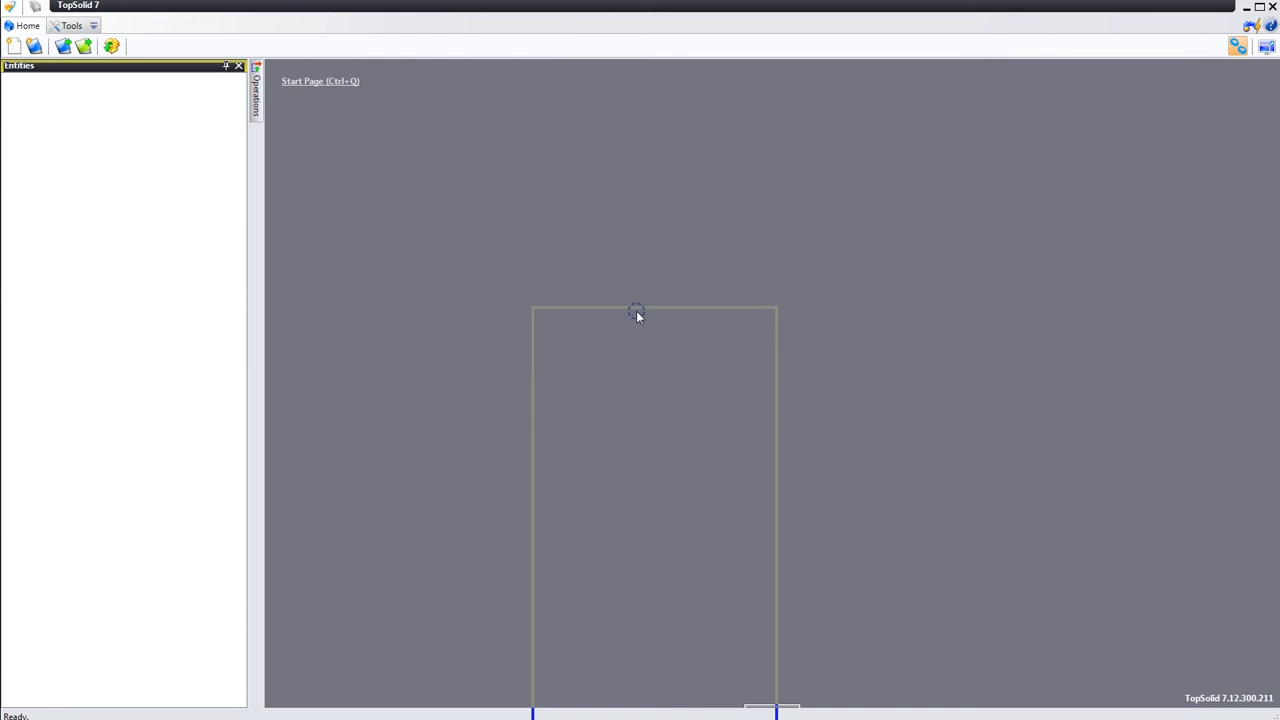 TopSolid 7
Home
Tools
Entities
Operations
Start Page (Ctrl+Q)
TopSolid 7.12.300.211
Ready.